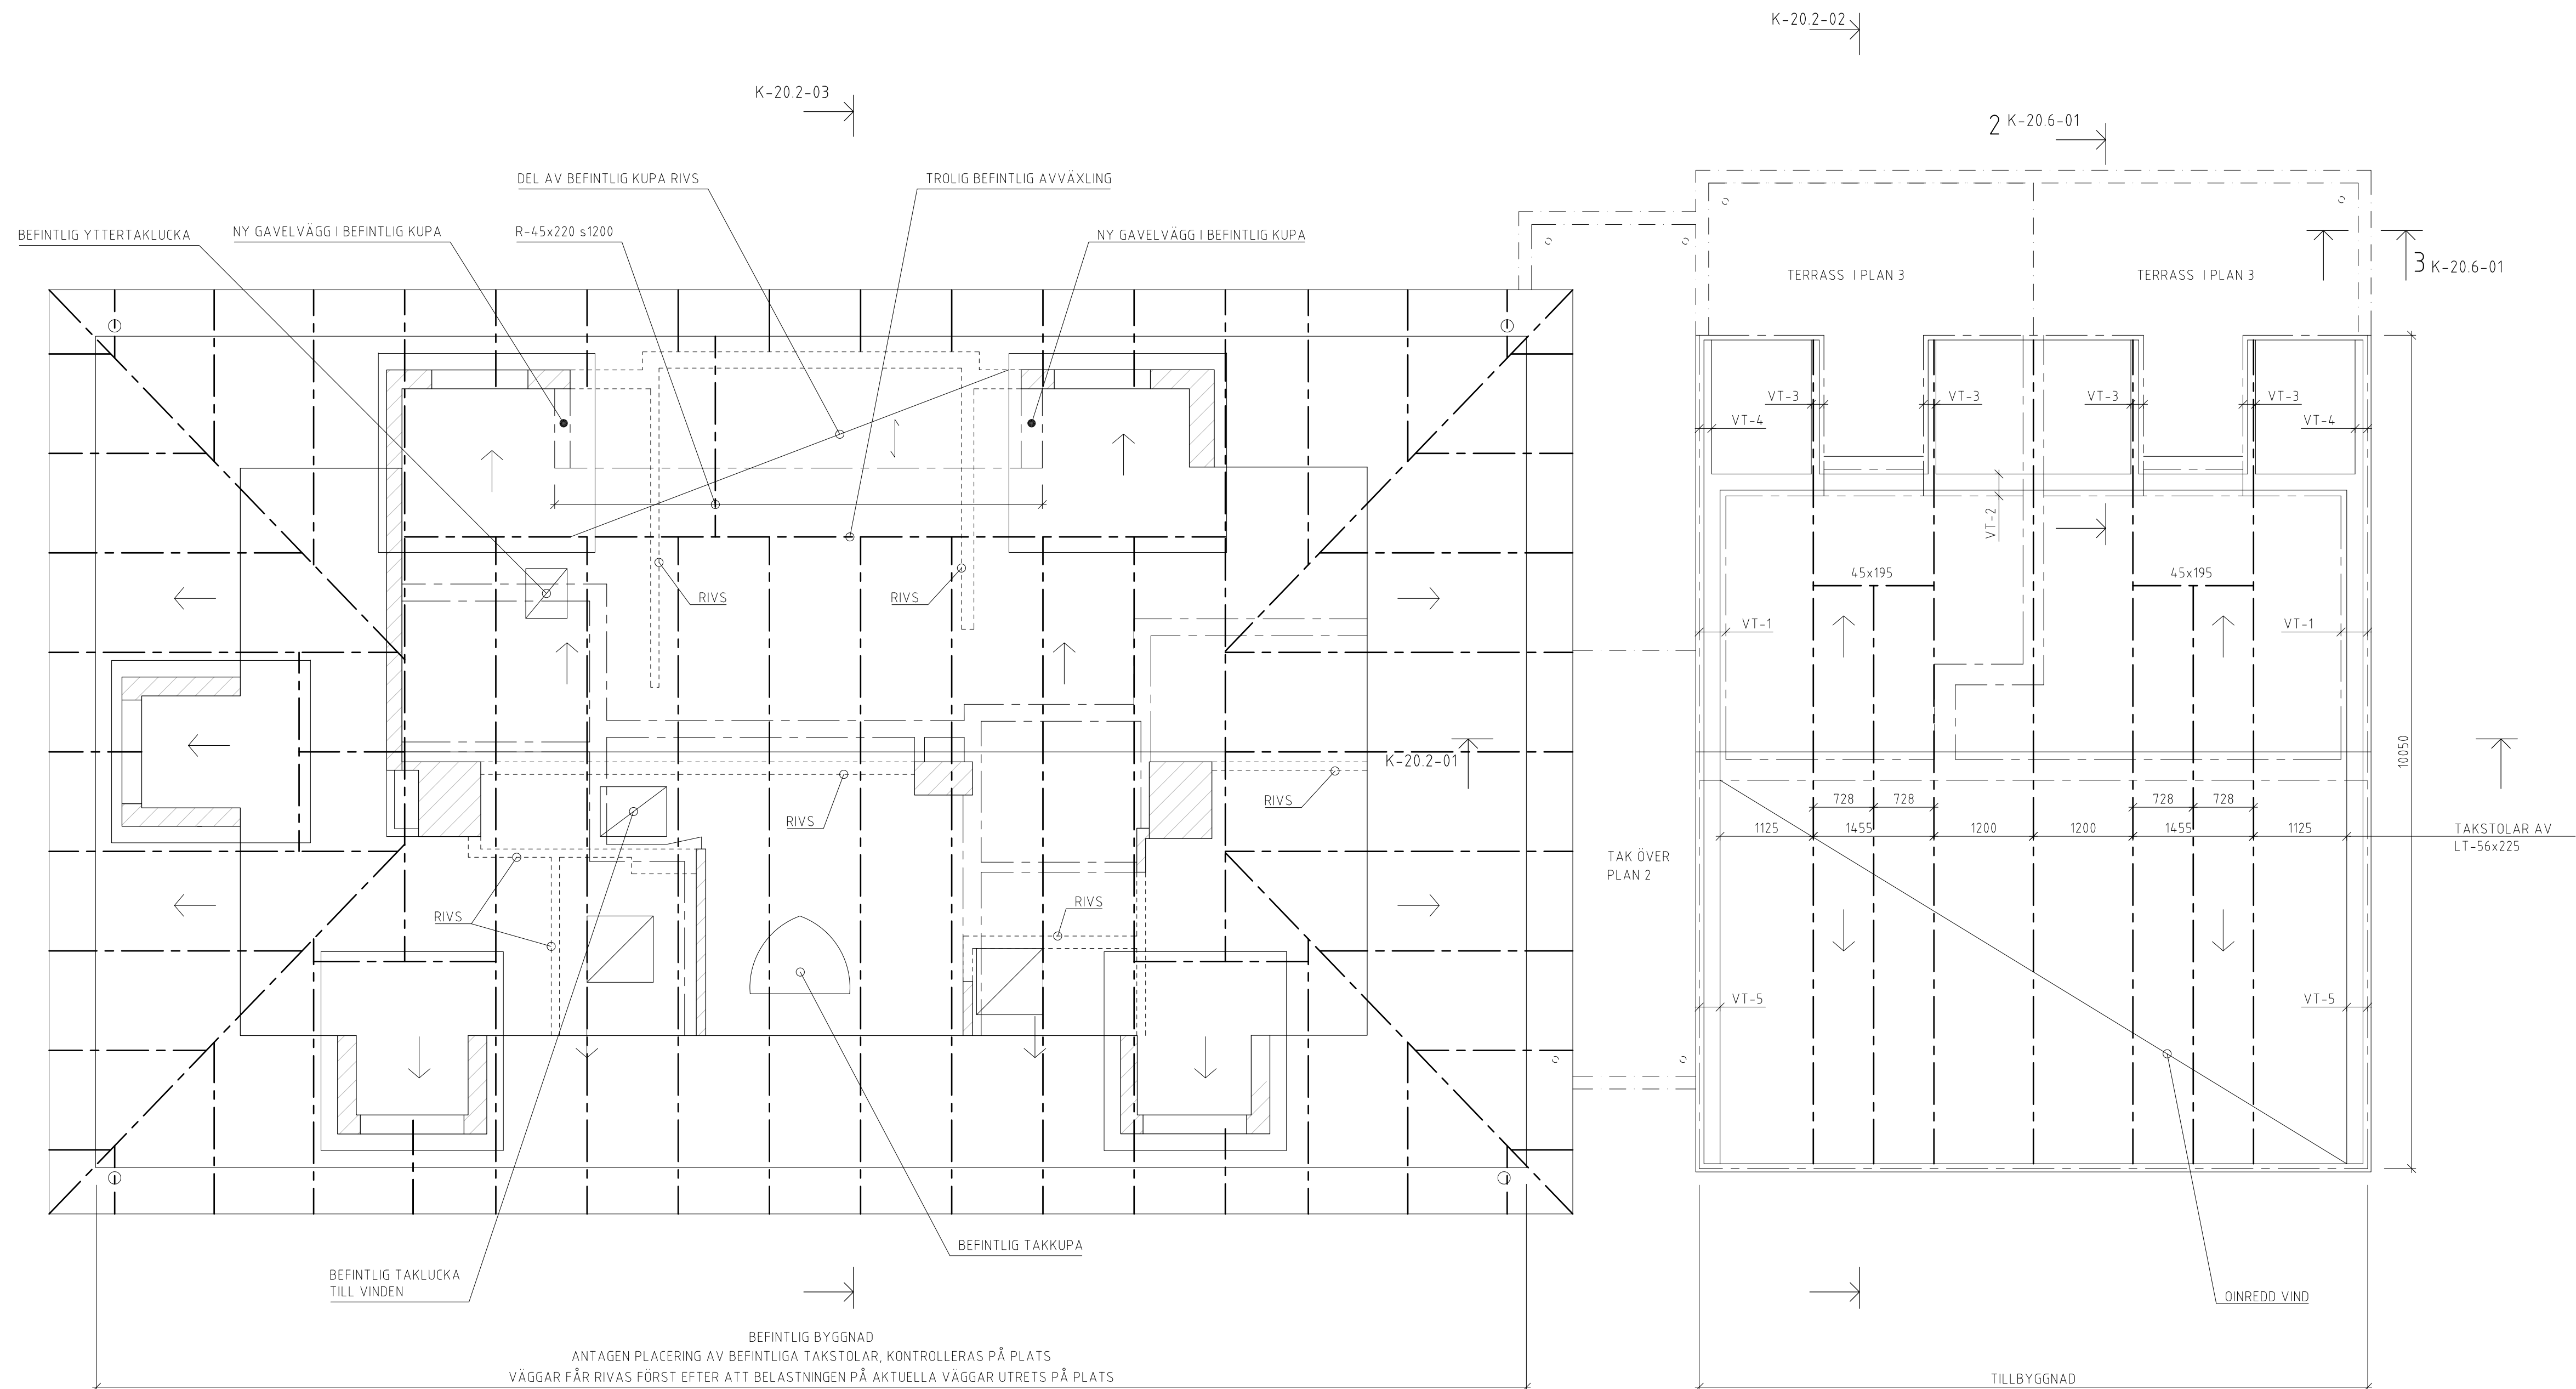 K-20.2-02
K-20.2-03
2 K-20.6-01
DEL AV BEFINTLIG KUPA RIVS
TROLIG BEFINTLIG AVVÄXLING
BEFINTLIG YTTERTAKLUCKA
NY GAVELVÄGG I BEFINTLIG KUPA
R-45x220 s1200
NY GAVELVÄGG I BEFINTLIG KUPA
TERRASS I PLAN 3
TERRASS I PLAN 3
3 K-20.6-01
VT-3
VT-3
VT-3
VT-3
VT-4
VT-4
VT-2
45x195
45x195
RIVS
RIVS
VT-1
VT-1
K-20.2-01
10050
RIVS
RIVS
728
728
728
728
1125
1455
1200
1200
1455
1125
TAKSTOLAR AV
LT-56x225
TAK ÖVER
PLAN 2
RIVS
RIVS
VT-5
VT-5
BEFINTLIG TAKKUPA
BEFINTLIG TAKLUCKA
TILL VINDEN
OINREDD VIND
BEFINTLIG BYGGNAD
ANTAGEN PLACERING AV BEFINTLIGA TAKSTOLAR, KONTROLLERAS PÅ PLATS
VÄGGAR FÅR RIVAS FÖRST EFTER ATT BELASTNINGEN PÅ AKTUELLA VÄGGAR UTRETS PÅ PLATS
TILLBYGGNAD